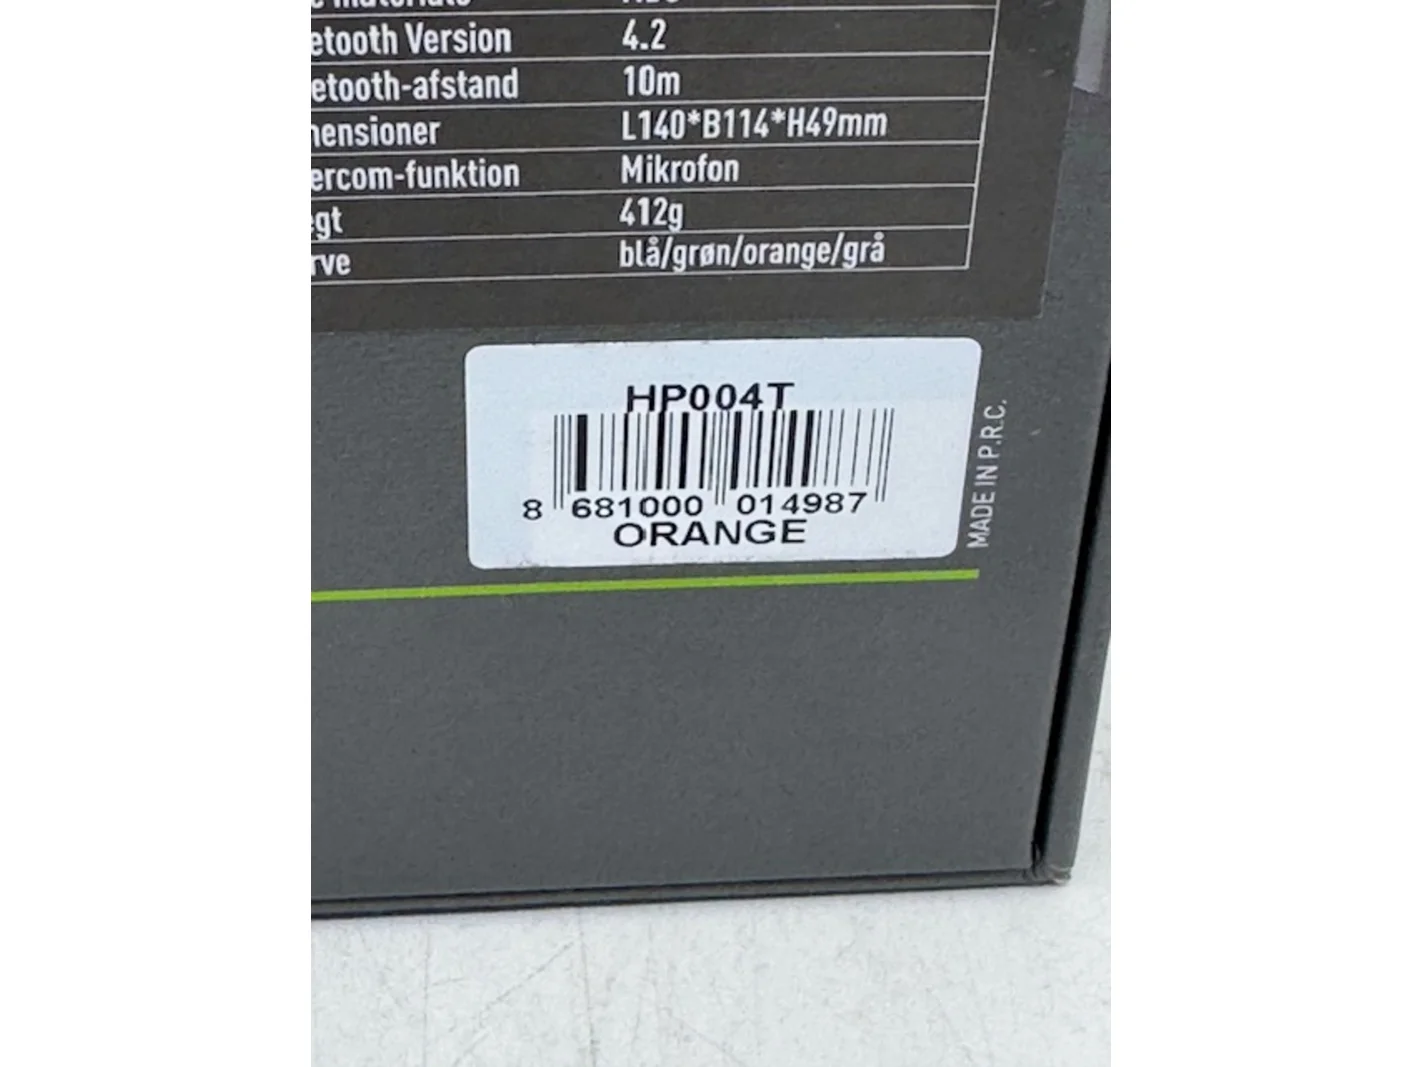 etooth Version 4.2
etooth-afstand 10m
mensioner L140*B114*H49mm
ercom-funktion Mikrofon
egt 412g
rve blå/grøn/orange/grå
HP004T
8 681000 014987
ORANGE
MADE IN P.R.C.